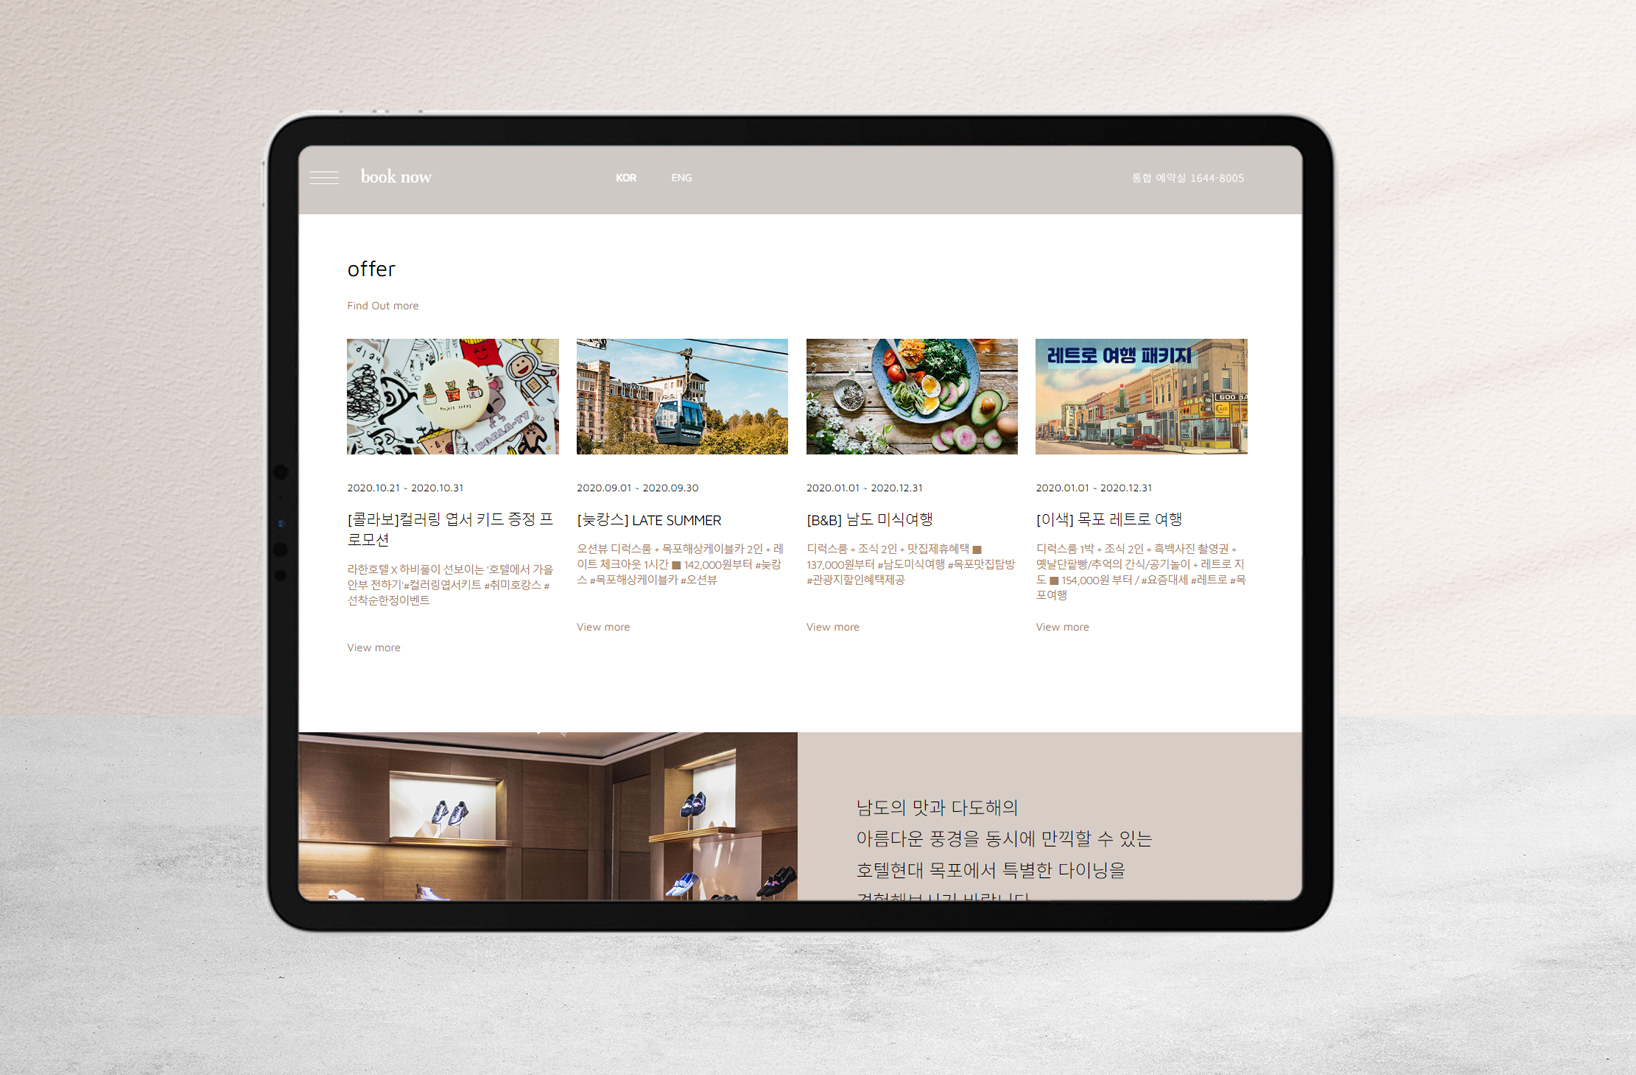 book now
KOR
ENG
통합 예약실 1644-8005
offer
Find Out more
레트로 여행 패키지
2020.10.21 ~ 2020.10.31
[콜라보]컬러링 엽서 키드 증정 프
로모션
라한호텔 X 하비풀이 선보이는 '호텔에서 가을
안부 전하기'#컬러링엽서키트 #취미호캉스 #
선착순한정이벤트
View more
2020.09.01 ~ 2020.09.30
[늦캉스] LATE SUMMER
오션뷰 디럭스룸 + 목포해상케이블카 2인 + 레
이트 체크아웃 1시간 ■ 142,000원부터 #늦캉
스 #목포해상케이블카 #오션뷰
View more
2020.01.01 ~ 2020.12.31
[B&B] 남도 미식여행
디럭스룸 + 조식 2인 + 맛집제휴혜택 ■
137,000원부터 #남도미식여행 #목포맛집탐방
#관광지할인혜택제공
View more
2020.01.01 ~ 2020.12.31
[이색] 목포 레트로 여행
디럭스룸 1박 + 조식 2인 + 흑백사진 촬영권 +
옛날단팥빵/추억의 간식/공기놀이 + 레트로 지
도 ■ 154,000원 부터 / #요즘대세 #레트로 #목
포여행
View more
남도의 맛과 다도해의
아름다운 풍경을 동시에 만끽할 수 있는
호텔현대 목포에서 특별한 다이닝을